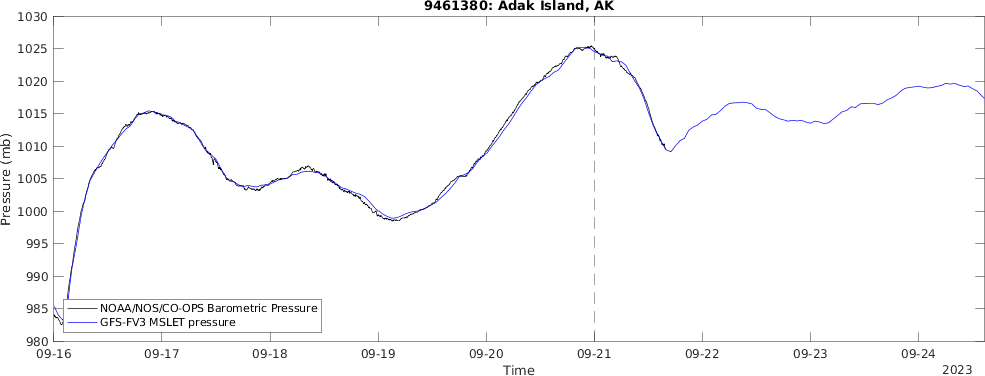 9461380: Adak Island, AK
Pressure (mb)
1030
1025
1020
1015
1010
1005
1000
995
990
985
980
NOAA/NOS/CO-OPS Barometric Pressure
GFS-FV3 MSLET pressure
09-16 09-17 09-18 09-19 09-20 09-21 09-22 09-23 09-24
Time
2023